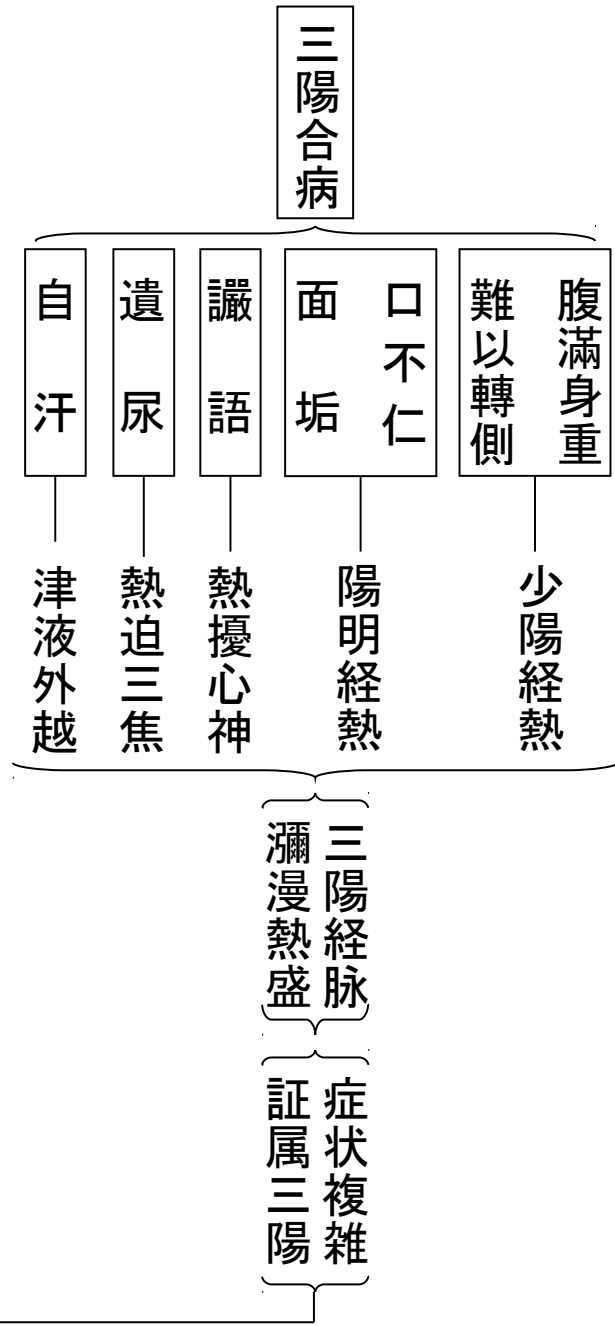 三陽合病
腹滿身重
難以轉側
口不仁
面垢
讝語
遺尿
自汗
少陽経熱
陽明経熱
熱擾心神
熱迫三焦
津液外越
三陽経脉
瀰漫熱盛
症状複雑
証属三陽